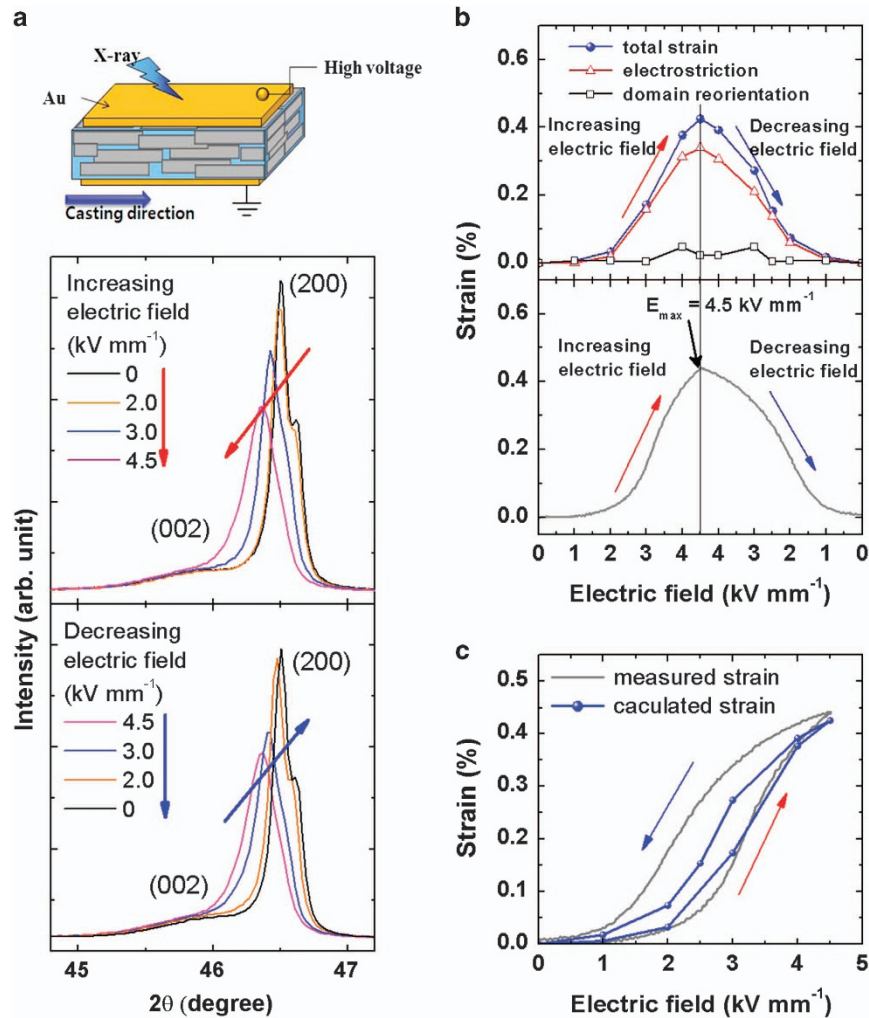 a
X-ray
High voltage
Au
Casting direction
Increasing
electric field
(kV mm-1)
0
2.0
3.0
4.5
(200)
(002)
Decreasing
electric field
(kV mm-1)
4.5
3.0
2.0
0
(200)
(002)
Intensity (arb. unit)
45 46 47
2θ (degree)
b
total strain
electrostriction
domain reorientation
Increasing
electric field
Decreasing
electric field
0.6
0.4
0.2
0.0
Emax = 4.5 kV mm-1
Increasing
electric field
Decreasing
electric field
0.4
0.2
0.0
Strain (%)
0 1 2 3 4 4 3 2 1 0
Electric field (kV mm-1)
c
measured strain
caculated strain
0.5
0.4
0.3
0.2
0.1
0.0
Strain (%)
0 1 2 3 4 5
Electric field (kV mm-1)